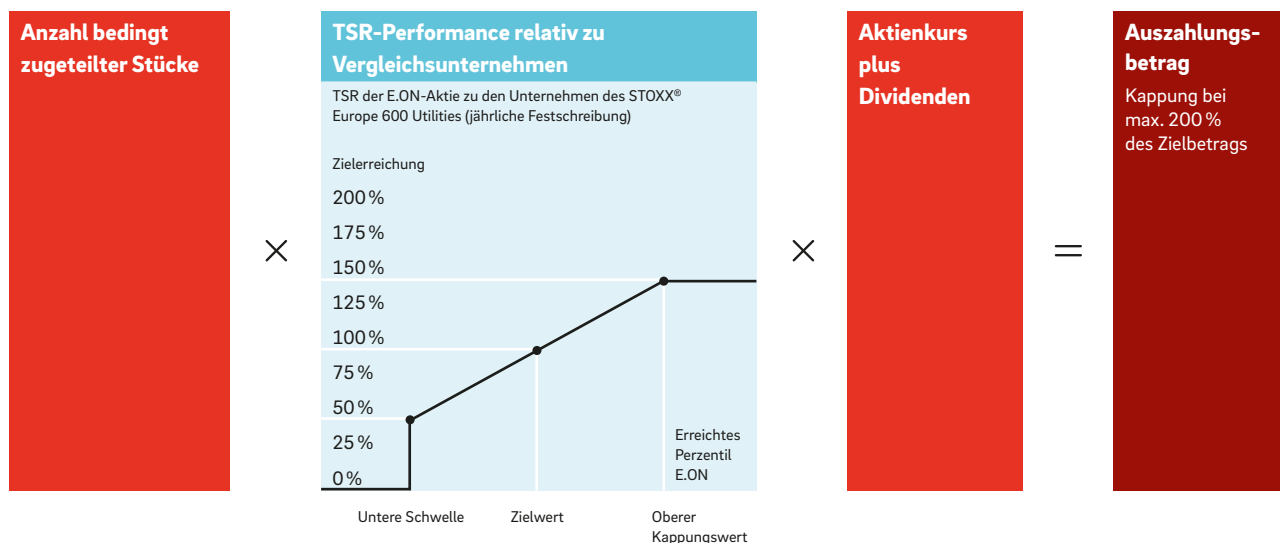 Anzahl bedingt
zugeteilter Stücke
×
TSR-Performance relativ zu
Vergleichsunternehmen
TSR der E.ON-Aktie zu den Unternehmen des STOXX®
Europe 600 Utilities (jährliche Festschreibung)
Zielerreichung
200 %
175 %
150 %
125 %
100 %
75 %
50 %
25 %
0 %
Erreichtes
Perzentil
E.ON
Untere Schwelle
Zielwert
Oberer
Kappungswert
×
Aktienkurs
plus
Dividenden
=
Auszahlungs-
betrag
Kappung bei
max. 200 %
des Zielbetrags